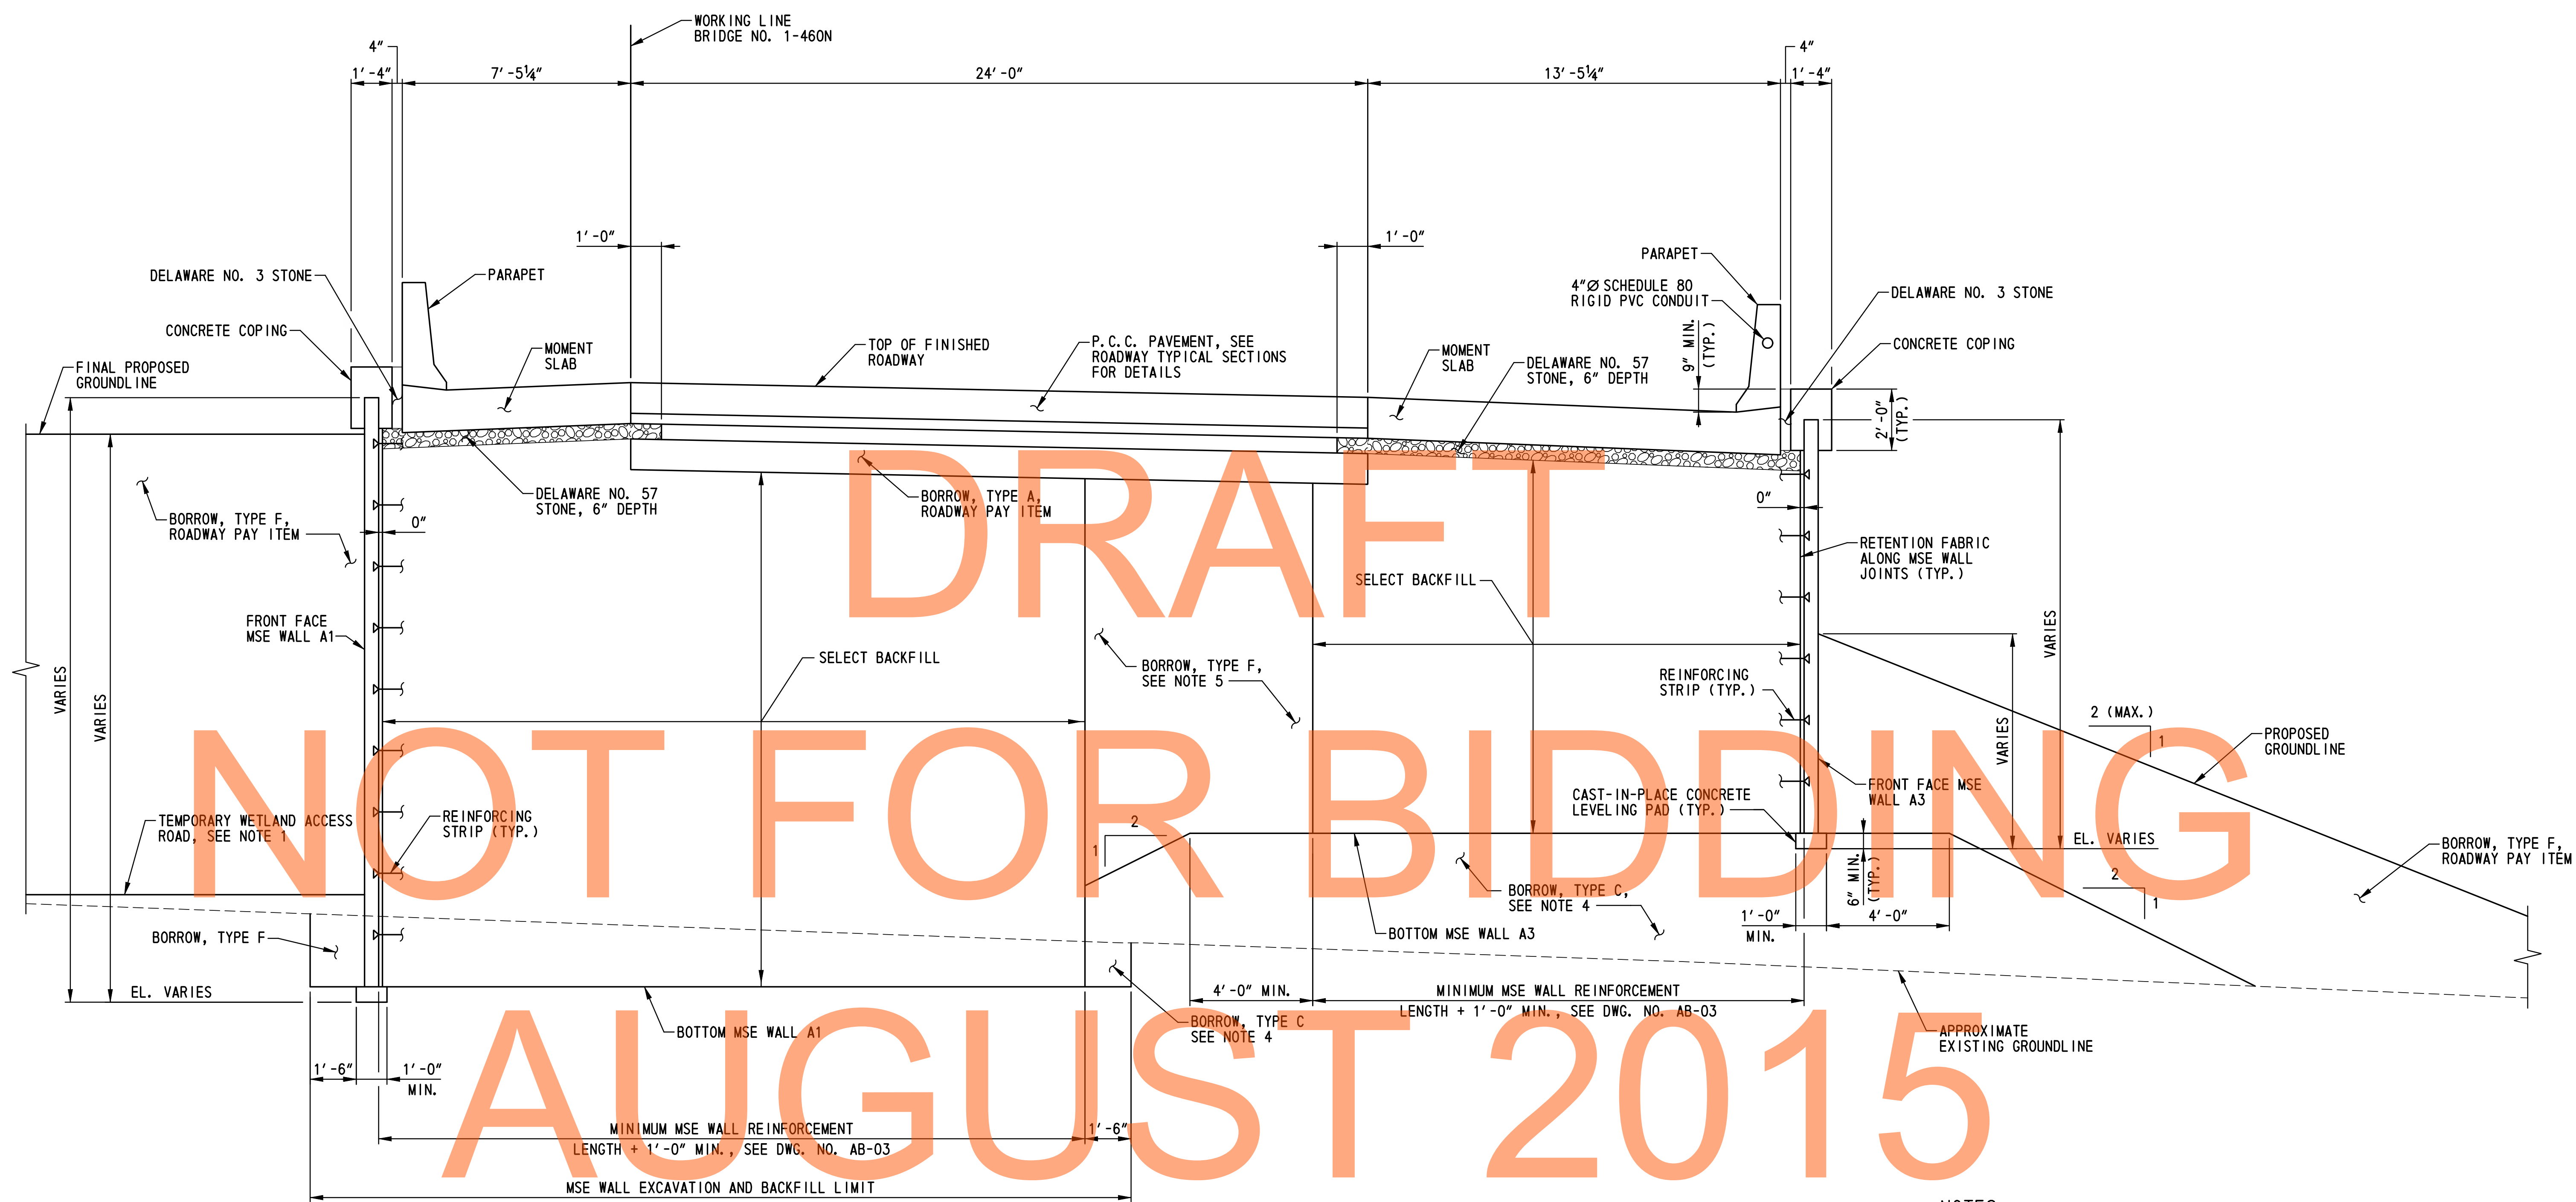 WORKING LINE
BRIDGE NO. 1-460N
4"
4"
1'-4"
7'-5¼"
24'-0"
13'-5¼"
1'-4"
1'-0"
1'-0"
DELAWARE NO. 3 STONE
PARAPET
PARAPET
4"Ø SCHEDULE 80
RIGID PVC CONDUIT
DELAWARE NO. 3 STONE
CONCRETE COPING
MOMENT
SLAB
TOP OF FINISHED
ROADWAY
P.C.C. PAVEMENT, SEE
ROADWAY TYPICAL SECTIONS
FOR DETAILS
MOMENT
SLAB
DELAWARE NO. 57
STONE, 6" DEPTH
9" MIN.
(TYP.)
CONCRETE COPING
FINAL PROPOSED
GROUNDLINE
2'-0"
(TYP.)
DRAFT
BORROW, TYPE F,
ROADWAY PAY ITEM
0"
DELAWARE NO. 57
STONE, 6" DEPTH
BORROW, TYPE A,
ROADWAY PAY ITEM
0"
RETENTION FABRIC
ALONG MSE WALL
JOINTS (TYP.)
SELECT BACKFILL
FRONT FACE
MSE WALL A1
SELECT BACKFILL
BORROW, TYPE F,
SEE NOTE 5
REINFORCING
STRIP (TYP.)
VARIES
VARIES
VARIES
VARIES
2 (MAX.)
1
PROPOSED
GROUNDLINE
NOT FOR BIDDING
TEMPORARY WETLAND ACCESS
ROAD, SEE NOTE 1
REINFORCING
STRIP (TYP.)
CAST-IN-PLACE CONCRETE
LEVELING PAD (TYP.)
FRONT FACE MSE
WALL A3
2
1
EL. VARIES
BORROW, TYPE F,
ROADWAY PAY ITEM
6" MIN.
(TYP.)
2
1
BORROW, TYPE C,
SEE NOTE 4
1'-0"
MIN.
4'-0"
BORROW, TYPE F
BOTTOM MSE WALL A3
EL. VARIES
4'-0" MIN.
MINIMUM MSE WALL REINFORCEMENT
LENGTH + 1'-0" MIN., SEE DWG. NO. AB-03
BOTTOM MSE WALL A1
BORROW, TYPE C
SEE NOTE 4
APPROXIMATE
EXISTING GROUNDLINE
AUGUST 2015
1'-6"
1'-0"
MIN.
MINIMUM MSE WALL REINFORCEMENT
LENGTH + 1'-0" MIN., SEE DWG. NO. AB-03
1'-6"
MSE WALL EXCAVATION AND BACKFILL LIMIT